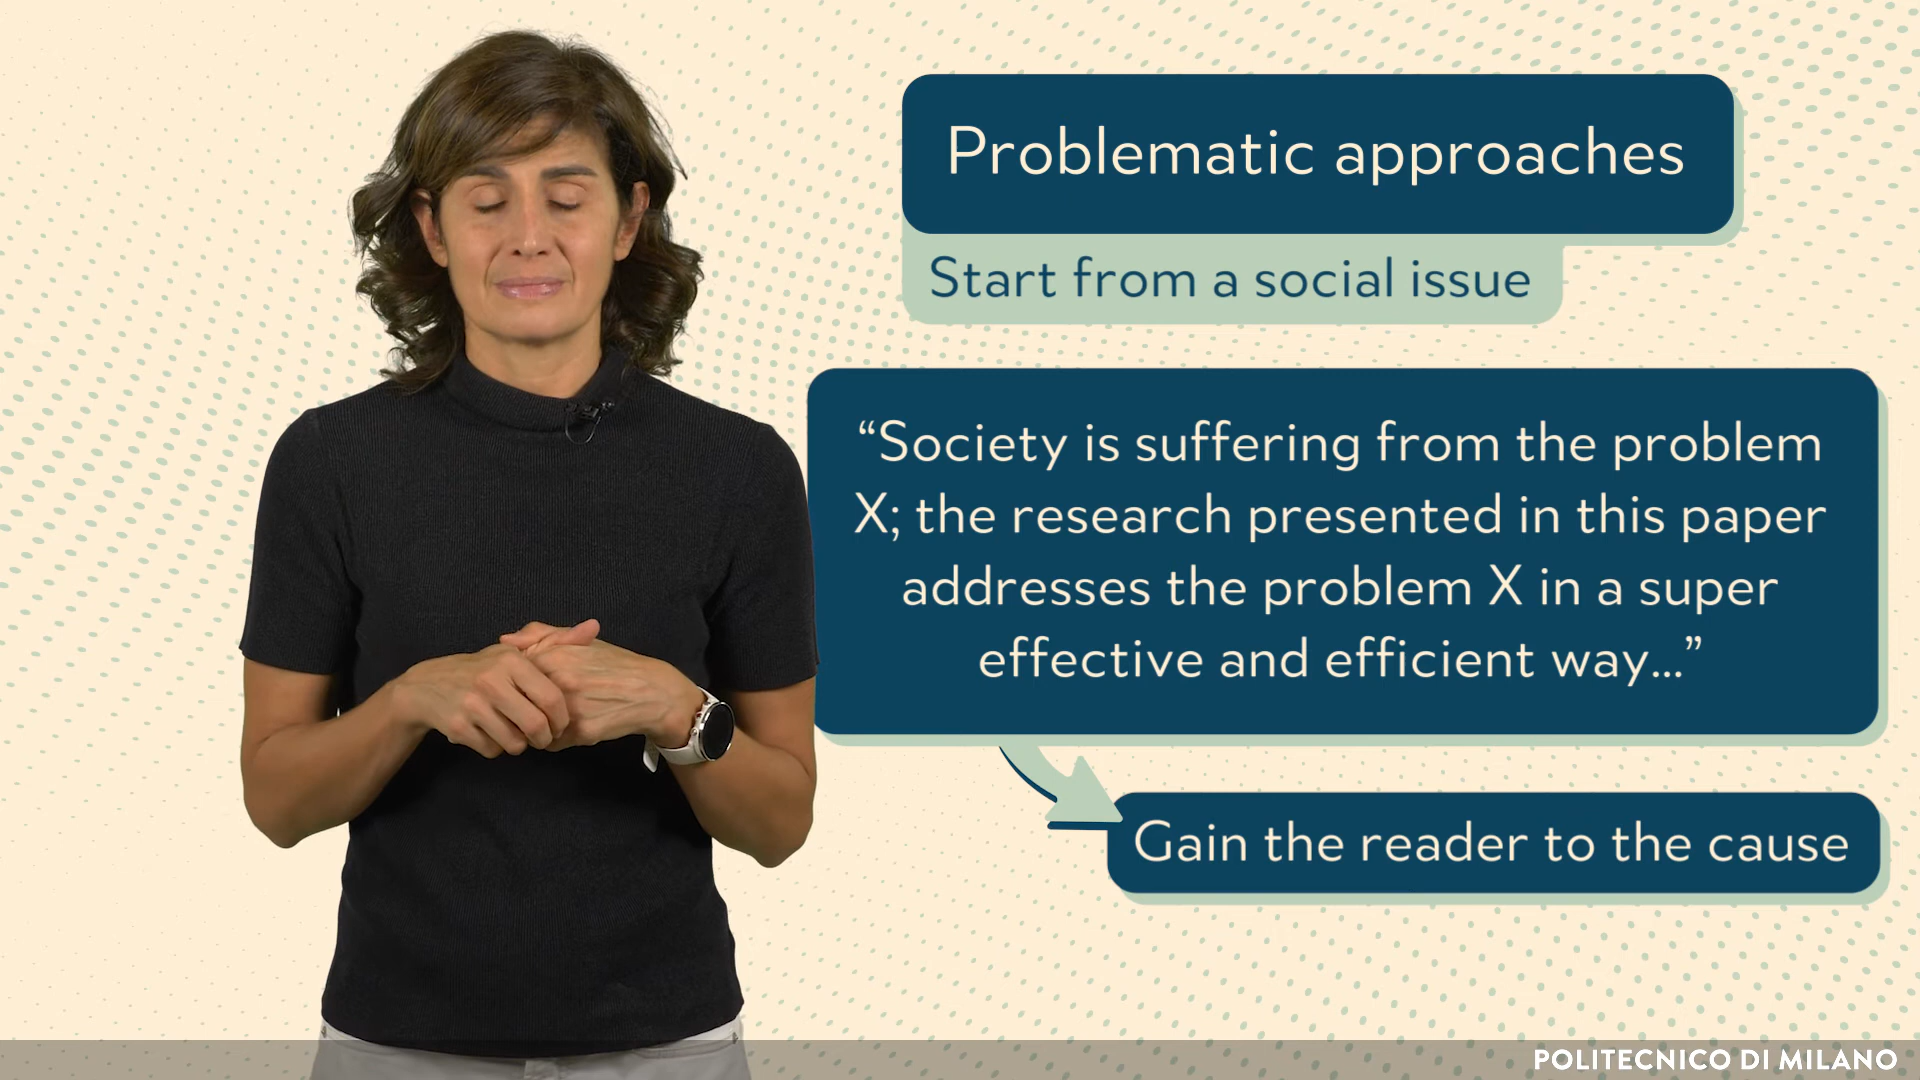 Problematic approaches
Start from a social issue
“Society is suffering from the problem
X; the research presented in this paper
addresses the problem X in a super
effective and efficient way...”
Gain the reader to the cause
POLITECNICO DI MILANO